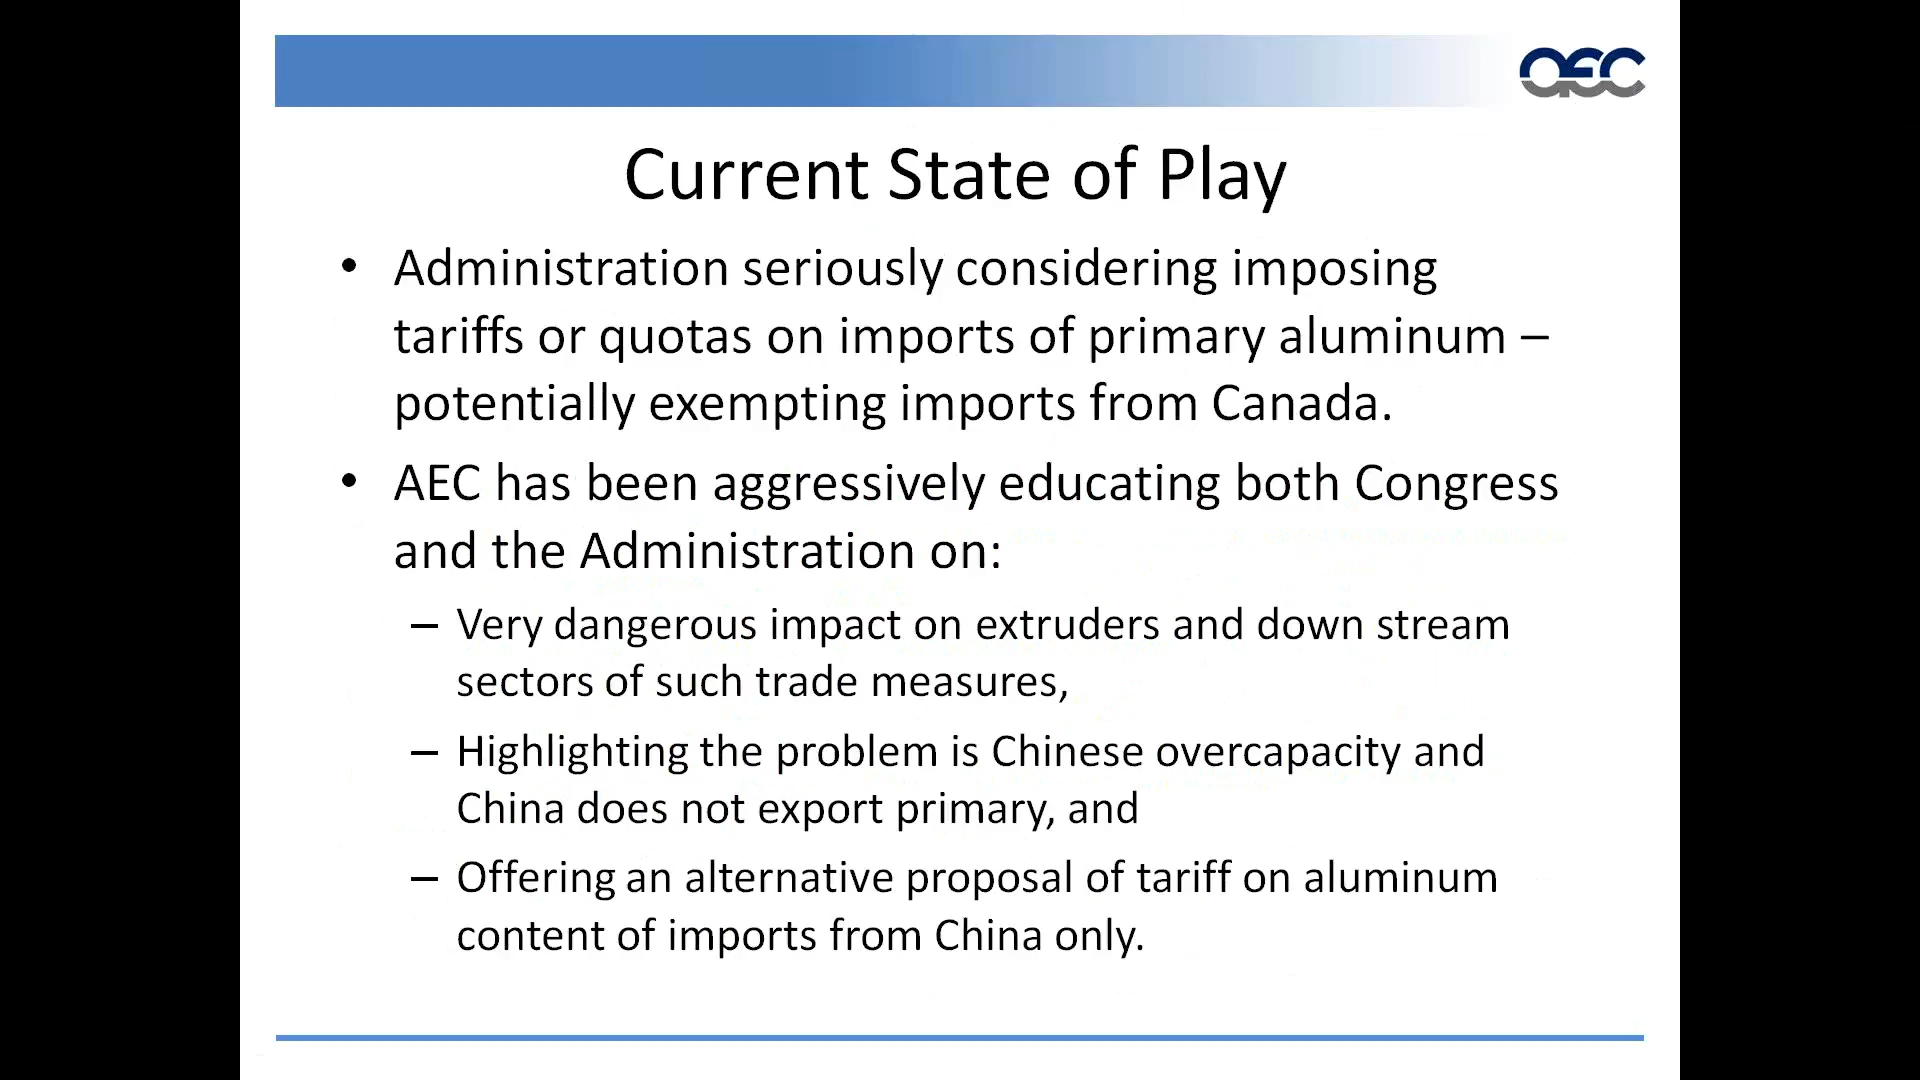 AEC
Current State of Play
• Administration seriously considering imposing
tariffs or quotas on imports of primary aluminum –
potentially exempting imports from Canada.
• AEC has been aggressively educating both Congress
and the Administration on:
– Very dangerous impact on extruders and down stream
sectors of such trade measures,
– Highlighting the problem is Chinese overcapacity and
China does not export primary, and
– Offering an alternative proposal of tariff on aluminum
content of imports from China only.